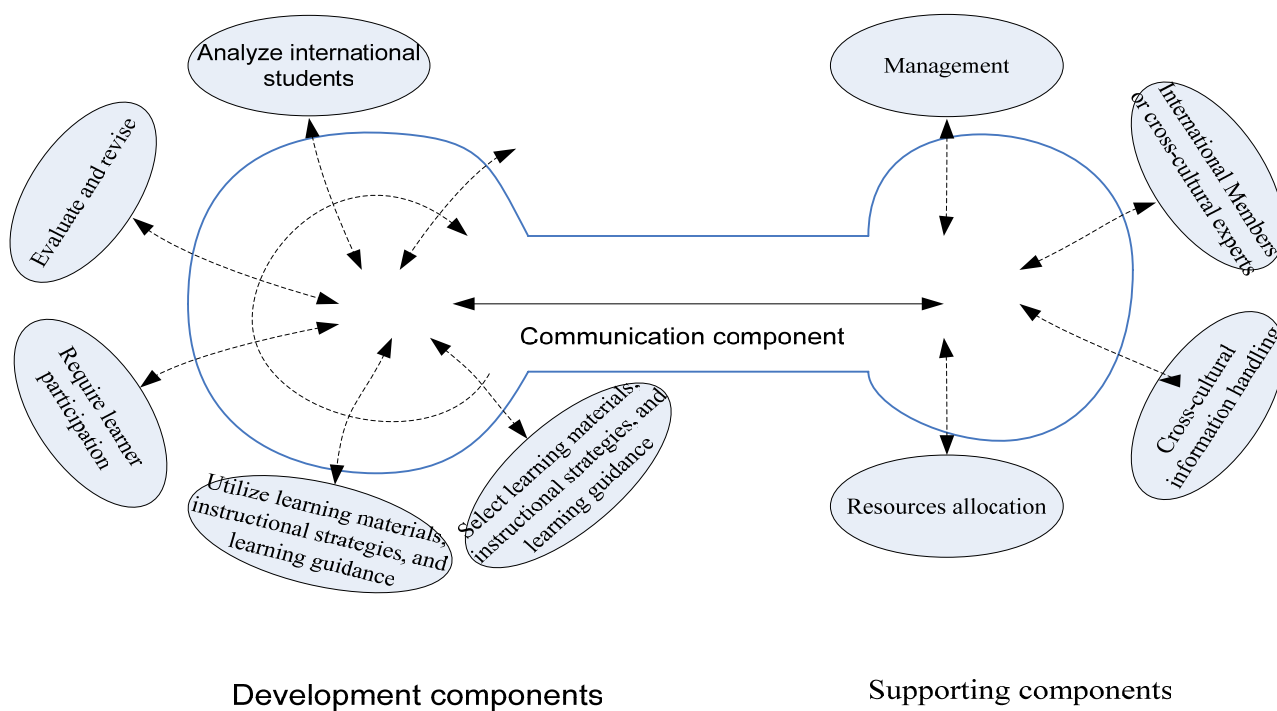 Analyze international
students
Management
International Members
or cross-cultural experts
Evaluate and revise
Communication component
Require learner
participation
Cross-cultural
information handling
Select learning materials,
instructional strategies, and
learning guidance
Utilize learning materials,
instructional strategies, and
learning guidance
Resources allocation
Development components
Supporting components